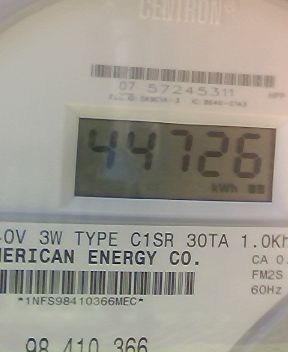 CENTRON®
07 57245311
44726
kWh
40V 3W TYPE C1SR 30TA 1.0Kh
MERICAN ENERGY CO.
CA 0.
FM2S
60Hz
*1NFS98410366MEC*
98 410 366